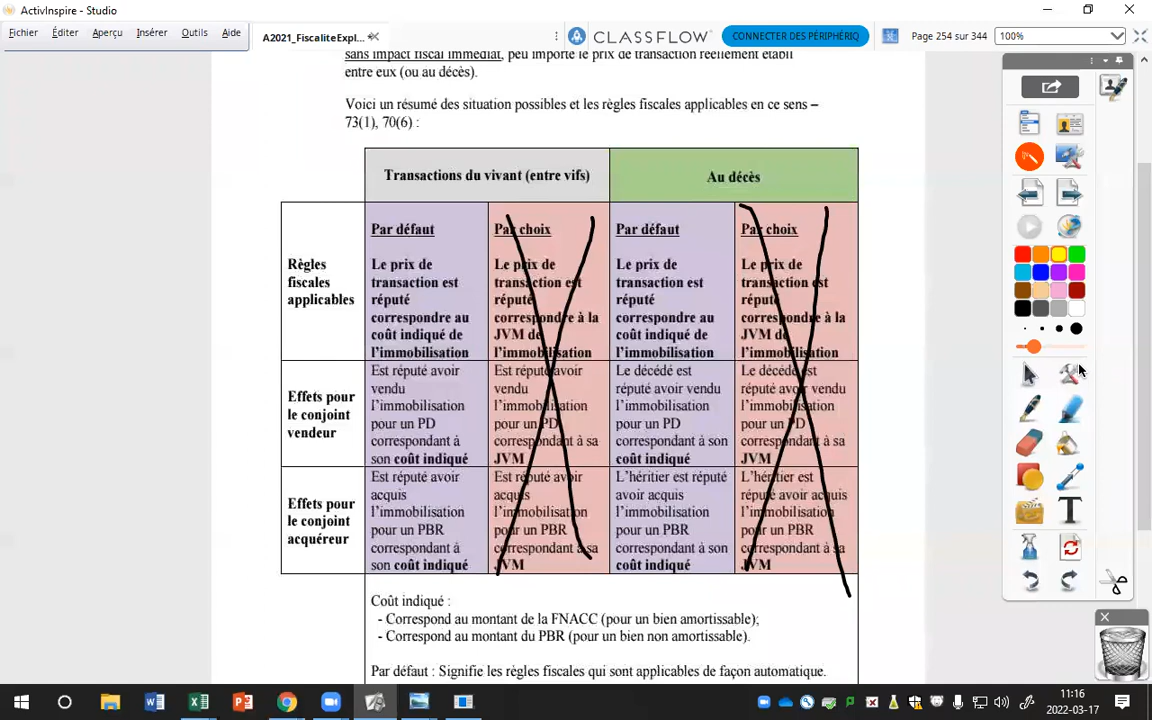 ActivInspire - Studio
Fichier Éditer Aperçu Insérer Outils Aide
A2021_FiscaliteExpl...
CLASSFLOW
CONNECTER DES PÉRIPHÉRIQ
Page 254 sur 344
100%
sans impact fiscal immédiat, peu importe le prix de transaction réellement établi
entre eux (ou au décès).
Voici un résumé des situation possibles et les règles fiscales applicables en ce sens –
73(1), 70(6) :
Transactions du vivant (entre vifs)
Au décès
Règles
fiscales
applicables
Par défaut
Le prix de
transaction est
réputé
correspondre au
coût indiqué de
l’immobilisation
Par choix
Le prix de
transaction est
réputé
correspondre à la
JVM de
l’immobilisation
Par défaut
Le prix de
transaction est
réputé
correspondre au
coût indiqué de
l’immobilisation
Par choix
Le prix de
transaction est
réputé
correspondre à la
JVM de
l’immobilisation
Effets pour
le conjoint
vendeur
Est réputé avoir
vendu
l’immobilisation
pour un PD
correspondant à
son coût indiqué
Est réputé avoir
vendu
l’immobilisation
pour un PD
correspondant à sa
JVM
Le décédé est
réputé avoir vendu
l’immobilisation
pour un PD
correspondant à son
coût indiqué
Le décédé est
réputé avoir vendu
l’immobilisation
pour un PD
correspondant à sa
JVM
Effets pour
le conjoint
acquéreur
Est réputé avoir
acquis
l’immobilisation
pour un PBR
correspondant à
son coût indiqué
Est réputé avoir
acquis
l’immobilisation
pour un PBR
correspondant à sa
JVM
L’héritier est réputé
avoir acquis
l’immobilisation
pour un PBR
correspondant à son
coût indiqué
L’héritier est
réputé avoir acquis
l’immobilisation
pour un PBR
correspondant à sa
JVM
Coût indiqué :
- Correspond au montant de la FNACC (pour un bien amortissable);
- Correspond au montant du PBR (pour un bien non amortissable).
Par défaut : Signifie les règles fiscales qui sont applicables de façon automatique.
11:16
2022-03-17